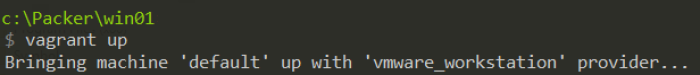 c:\Packer\win01
$ vagrant up
Bringing machine 'default' up with 'vmware_workstation' provider...